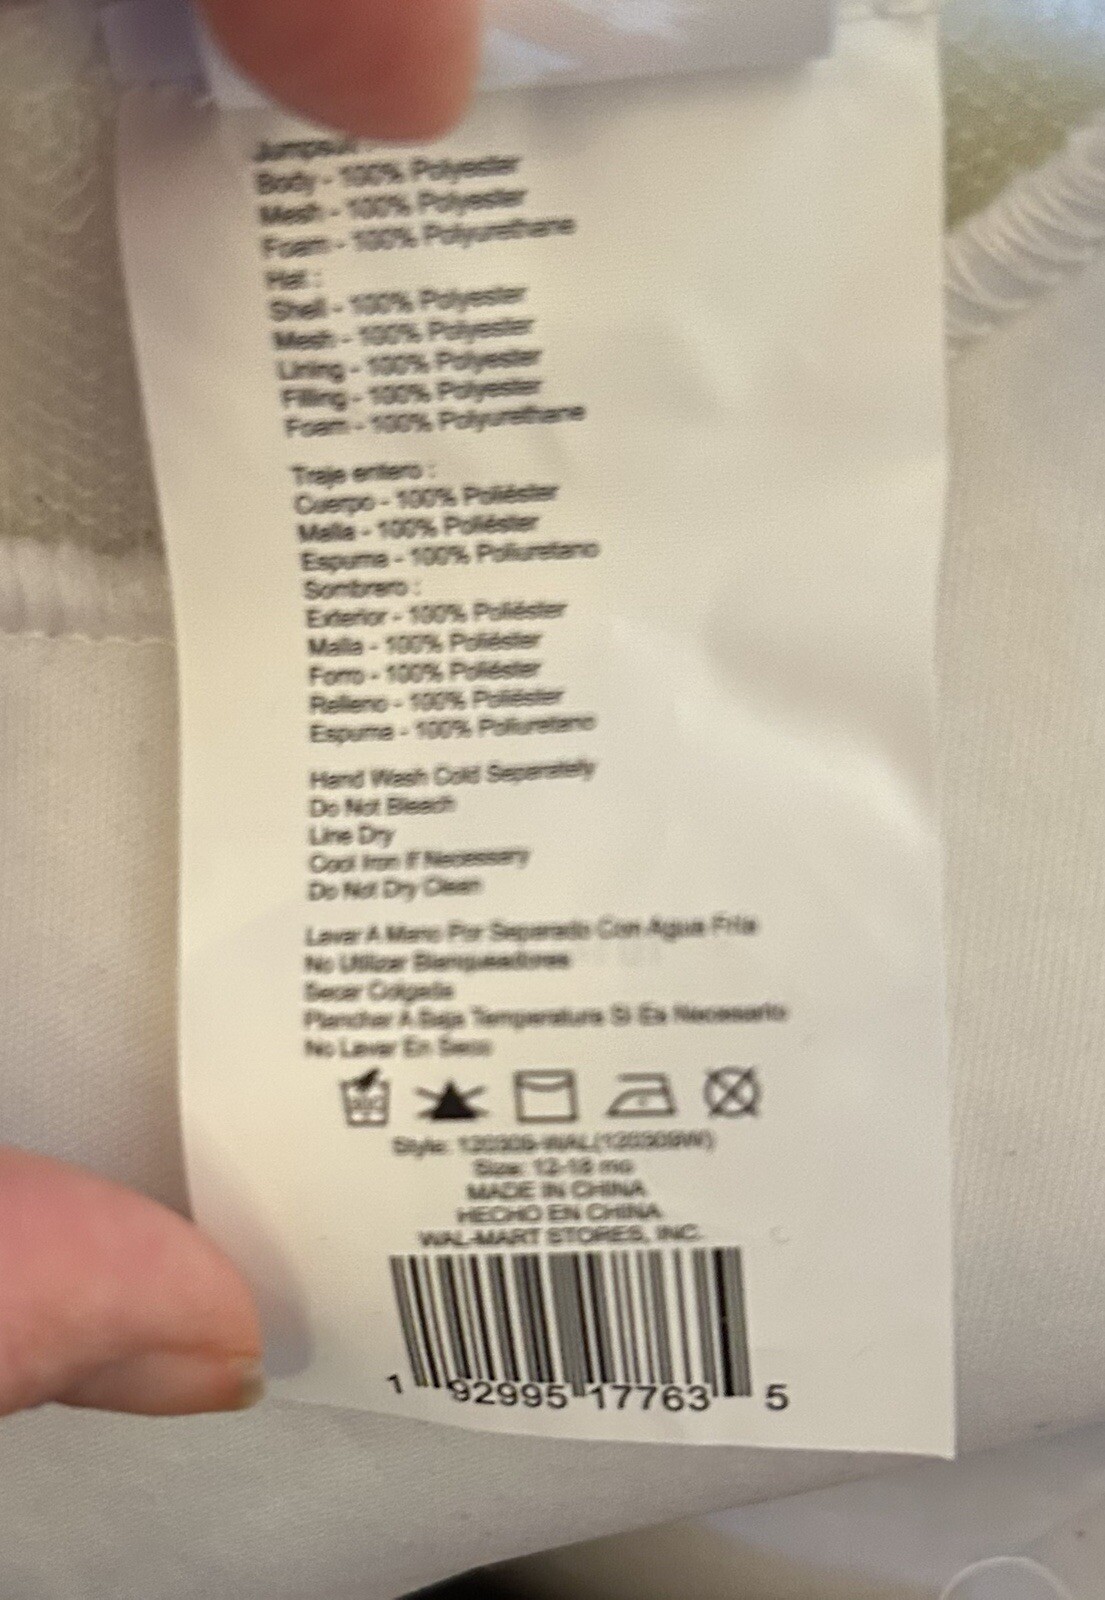 Body - 100% Polyester
Mesh - 100% Polyester
Foam - 100% Polyurethane
Hat :
Shell - 100% Polyester
Mesh - 100% Polyester
Lining - 100% Polyester
Filling - 100% Polyester
Foam - 100% Polyurethane
Traje entero :
Cuerpo - 100% Poliéster
Malla - 100% Poliéster
Espuma - 100% Poliuretano
Sombrero :
Exterior - 100% Poliéster
Malla - 100% Poliéster
Forro - 100% Poliéster
Relleno - 100% Poliéster
Espuma - 100% Poliuretano
Hand Wash Cold Separately
Do Not Bleach
Line Dry
Cool Iron If Necessary
Do Not Dry Clean
Lavar A Mano Por Separado Con Agua Fría
No Utilizar Blanqueadores
Secar Colgada
Planchar A Baja Temperatura Si Es Necesario
No Lavar En Seco
Style:
Size: 12-18 mo
MADE IN CHINA
HECHO EN CHINA
WAL-MART STORES, INC.
1 92995 17763 5